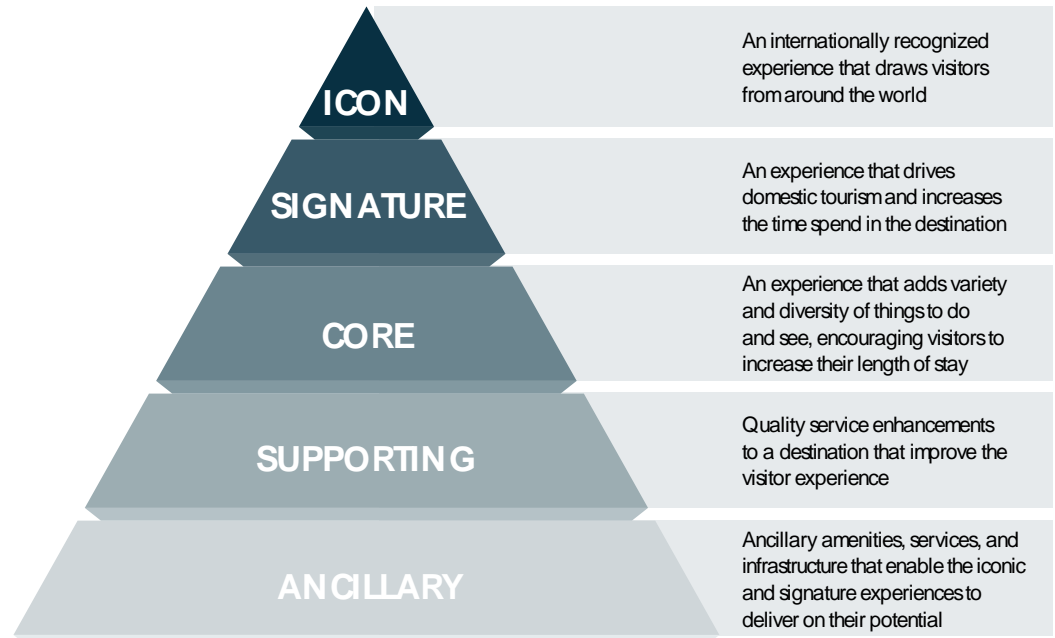 ICON
An internationally recognized
experience that draws visitors
from around the world
SIGNATURE
An experience that drives
domestic tourism and increases
the time spend in the destination
CORE
An experience that adds variety
and diversity of things to do
and see, encouraging visitors to
increase their length of stay
SUPPORTING
Quality service enhancements
to a destination that improve the
visitor experience
ANCILLARY
Ancillary amenities, services, and
infrastructure that enable the iconic
and signature experiences to
deliver on their potential